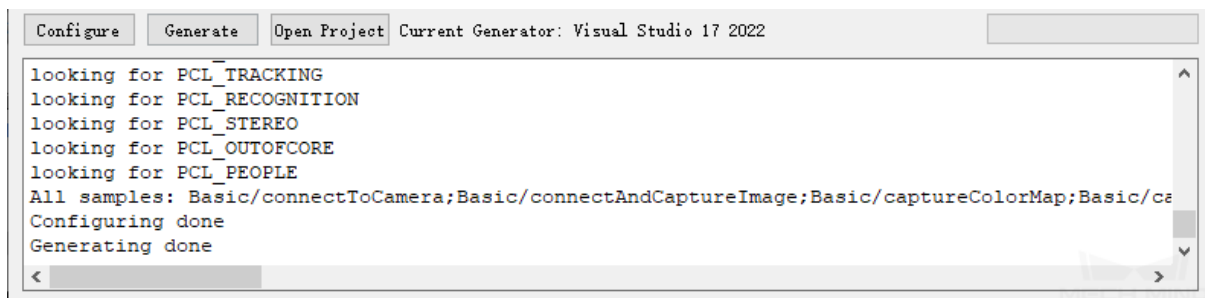 Configure Generate Open Project Current Generator: Visual Studio 17 2022
looking for PCL_TRACKING
looking for PCL_RECOGNITION
looking for PCL_STEREO
looking for PCL_OUTOFCORE
looking for PCL_PEOPLE
All samples: Basic/connectToCamera;Basic/connectAndCaptureImage;Basic/captureColorMap;Basic/ca
Configuring done
Generating done